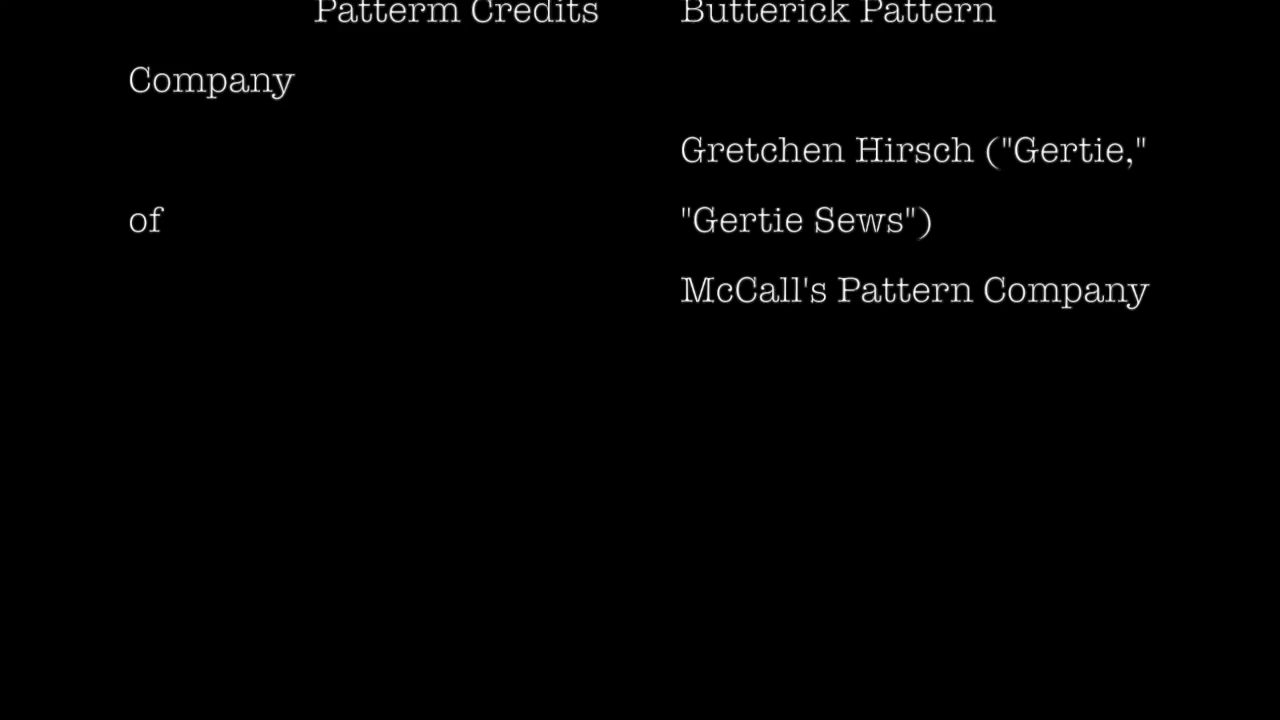 Patterm Credits Butterick Pattern
Company
Gretchen Hirsch ("Gertie,"
of "Gertie Sews")
McCall's Pattern Company